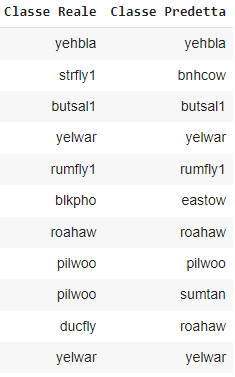 Classe Reale Classe Predetta
yehbla yehbla
strfly1 bnhcow
butsal1 butsal1
yelwar yelwar
rumfly1 rumfly1
blkpho eastow
roahaw roahaw
pilwoo pilwoo
pilwoo sumtan
ducfly roahaw
yelwar yelwar